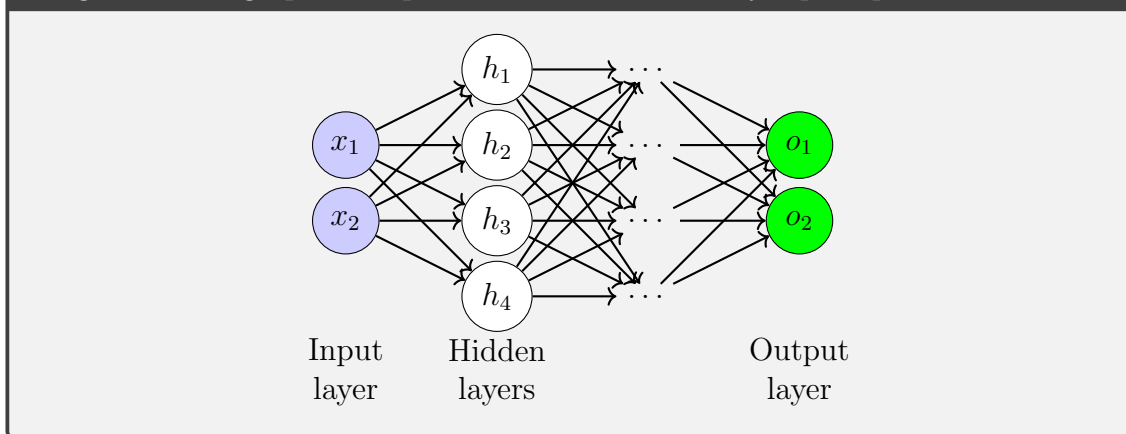 h₁ ...
x₁ h₂ ... o₁
x₂ h₃ ... o₂
h₄ ...
Input Hidden Output
layer layers layer